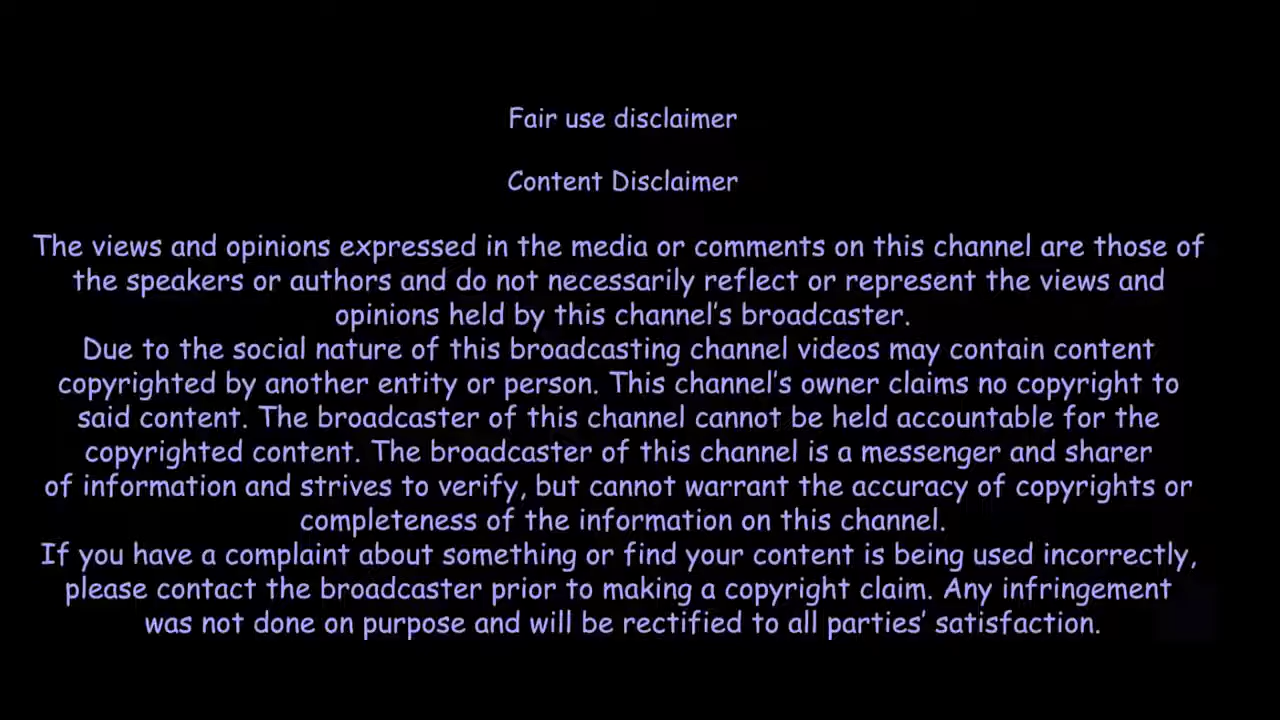 Fair use disclaimer
Content Disclaimer
The views and opinions expressed in the media or comments on this channel are those of
the speakers or authors and do not necessarily reflect or represent the views and
opinions held by this channel's broadcaster.
Due to the social nature of this broadcasting channel videos may contain content
copyrighted by another entity or person. This channel's owner claims no copyright to
said content. The broadcaster of this channel cannot be held accountable for the
copyrighted content. The broadcaster of this channel is a messenger and sharer
of information and strives to verify, but cannot warrant the accuracy of copyrights or
completeness of the information on this channel.
If you have a complaint about something or find your content is being used incorrectly,
please contact the broadcaster prior to making a copyright claim. Any infringement
was not done on purpose and will be rectified to all parties' satisfaction.